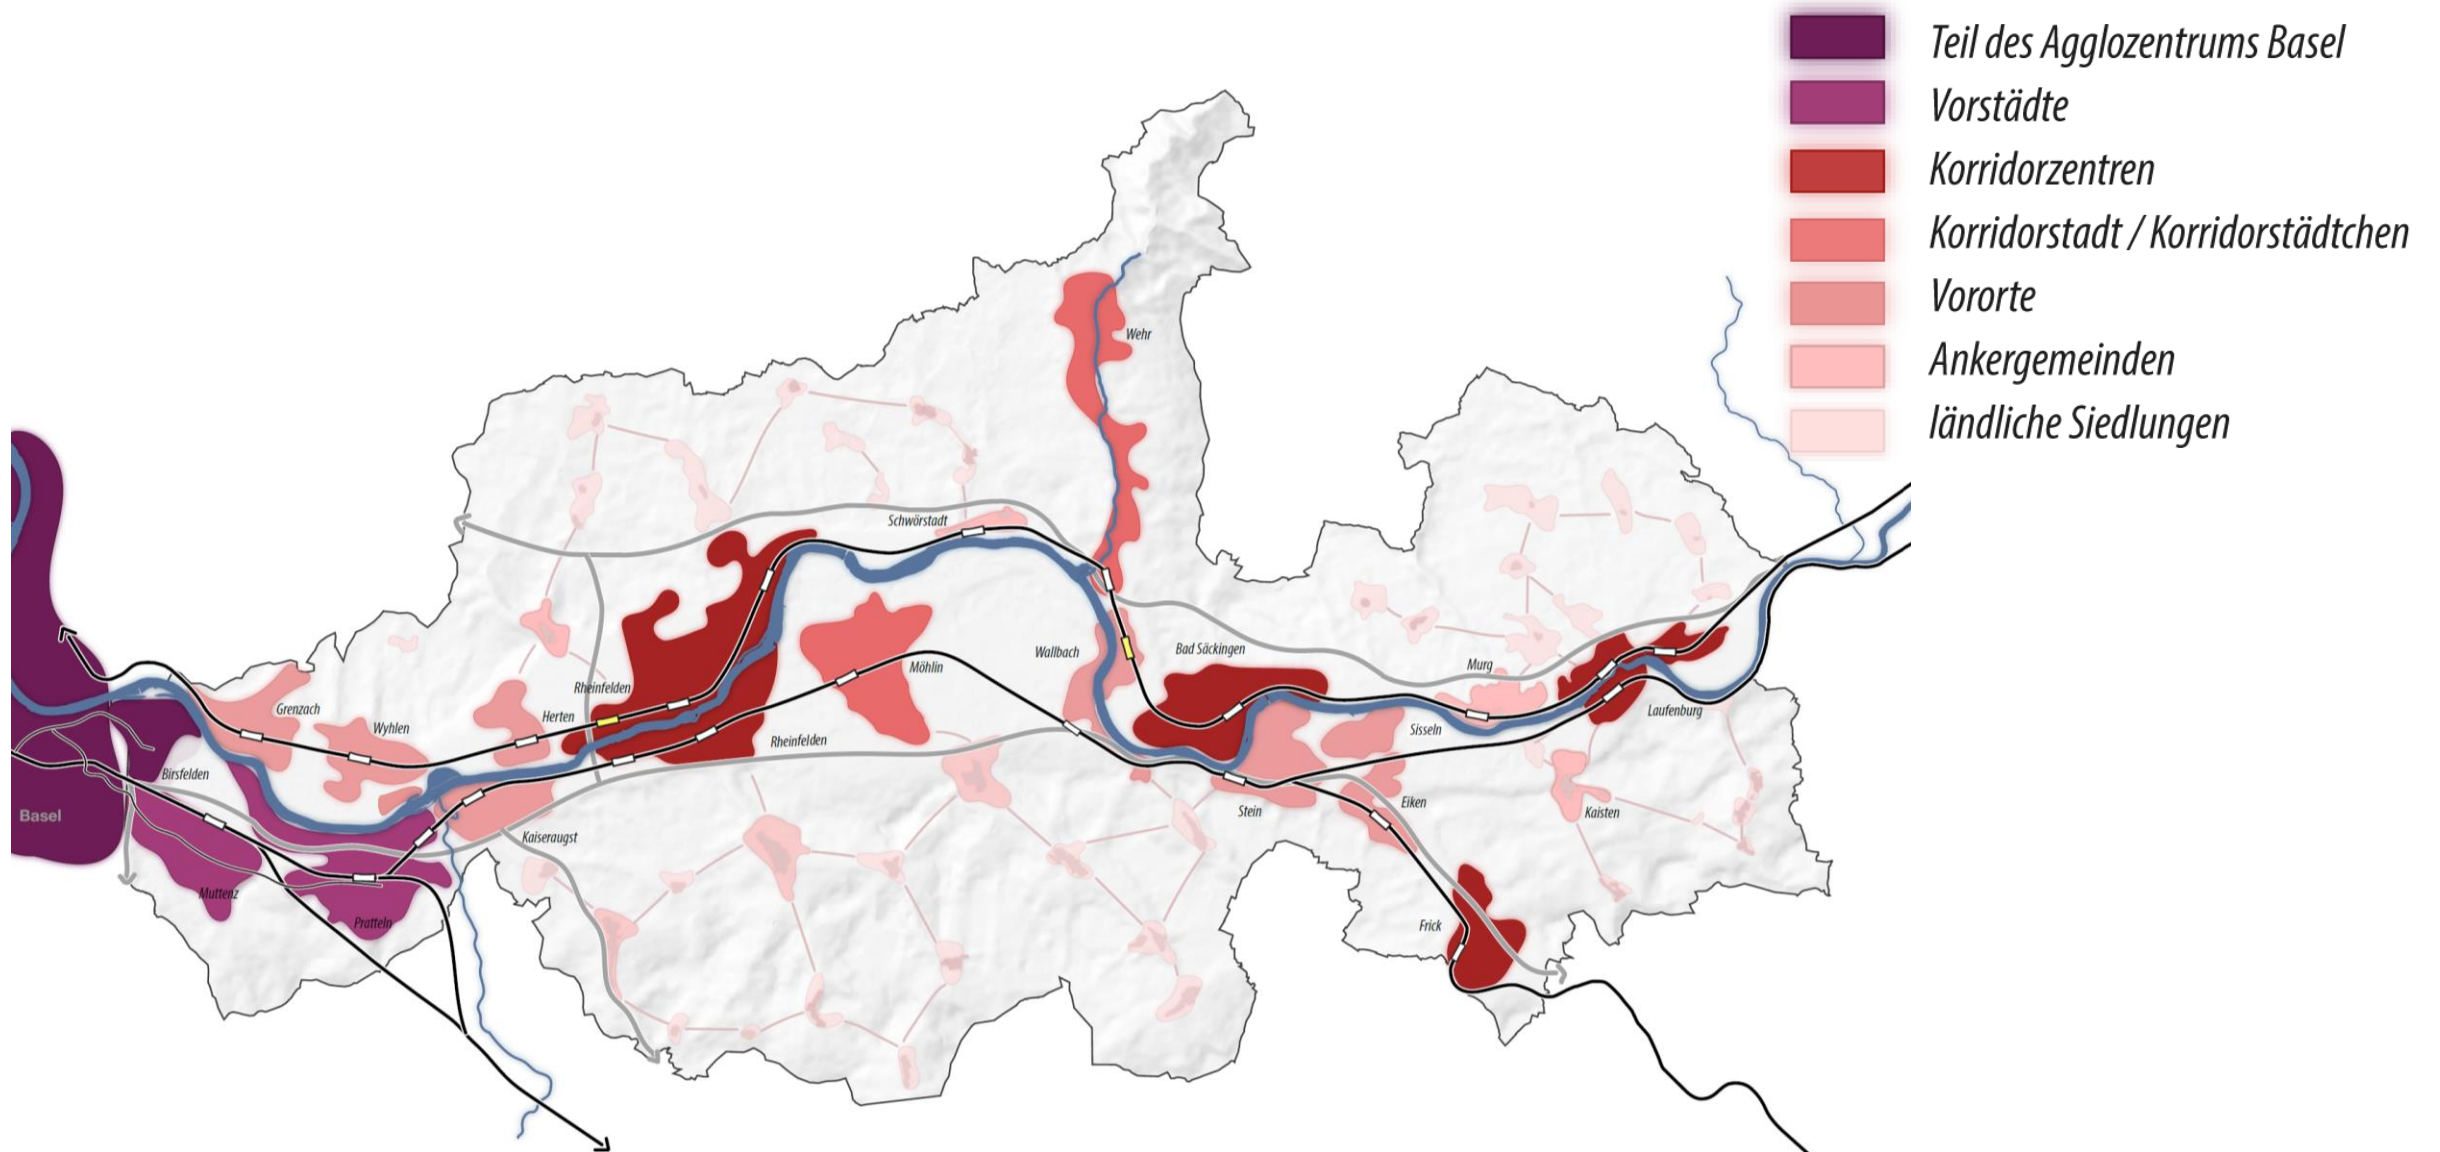 Teil des Agglozentrums Basel
Vorstädte
Korridorzentren
Korridorstadt / Korridorstädtchen
Vororte
Ankergemeinden
ländliche Siedlungen
Wehr
Schwörstadt
Wallbach
Bad Säckingen
Murg
Rheinfelden
Möhlin
Grenzach
Herten
Wyhlen
Laufenburg
Sisseln
Rheinfelden
Birsfelden
Basel
Stein
Eiken
Kaisten
Kaiseraugst
Muttenz
Pratteln
Frick